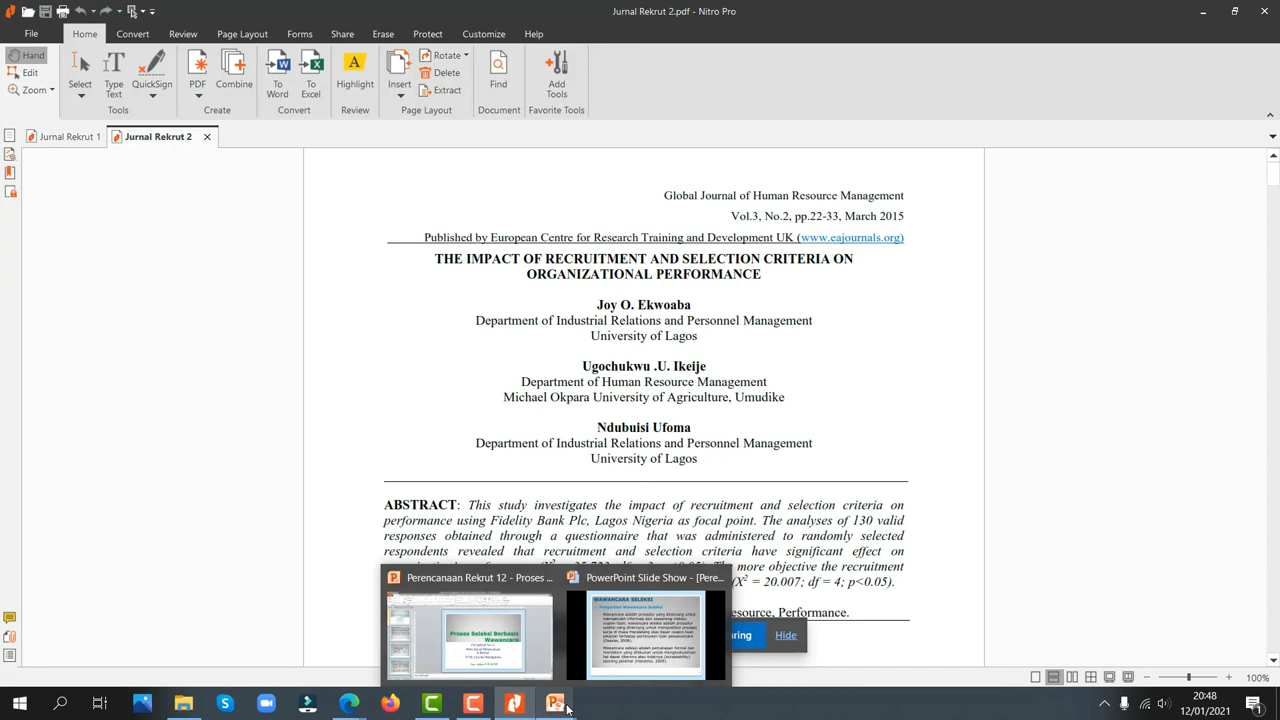 Jurnal Rekrut 2.pdf - Nitro Pro
File Home Convert Review Page Layout Forms Share Erase Protect Customize Help
Hand
Edit
Zoom
Select
Type Text
QuickSign
Tools
PDF
Combine
Create
To Word
To Excel
Convert
Highlight
Review
Insert
Rotate
Delete
Extract
Page Layout
Find
Document
Add Tools
Favorite Tools
Jurnal Rekrut 1
Jurnal Rekrut 2
Global Journal of Human Resource Management
Vol.3, No.2, pp.22-33, March 2015
Published by European Centre for Research Training and Development UK (www.eajournals.org)
THE IMPACT OF RECRUITMENT AND SELECTION CRITERIA ON
ORGANIZATIONAL PERFORMANCE
Joy O. Ekwoaba
Department of Industrial Relations and Personnel Management
University of Lagos
Ugochukwu .U. Ikeije
Department of Human Resource Management
Michael Okpara University of Agriculture, Umudike
Ndubuisi Ufoma
Department of Industrial Relations and Personnel Management
University of Lagos
ABSTRACT: This study investigates the impact of recruitment and selection criteria on
performance using Fidelity Bank Plc, Lagos Nigeria as focal point. The analyses of 130 valid
responses obtained through a questionnaire that was administered to randomly selected
respondents revealed that recruitment and selection criteria have significant effect on
more objective the recruitment
(X² = 20.007; df = 4; p<0.05).
Performance.
Perencanaan Rekrut 12 - Proses ...
PowerPoint Slide Show - [Pere...
Proses Seleksi Berbasis
Wawancara
WAWANCARA SELEKSI
Pengertian Wawancara Seleksi
Hide
100%
20:48
12/01/2021